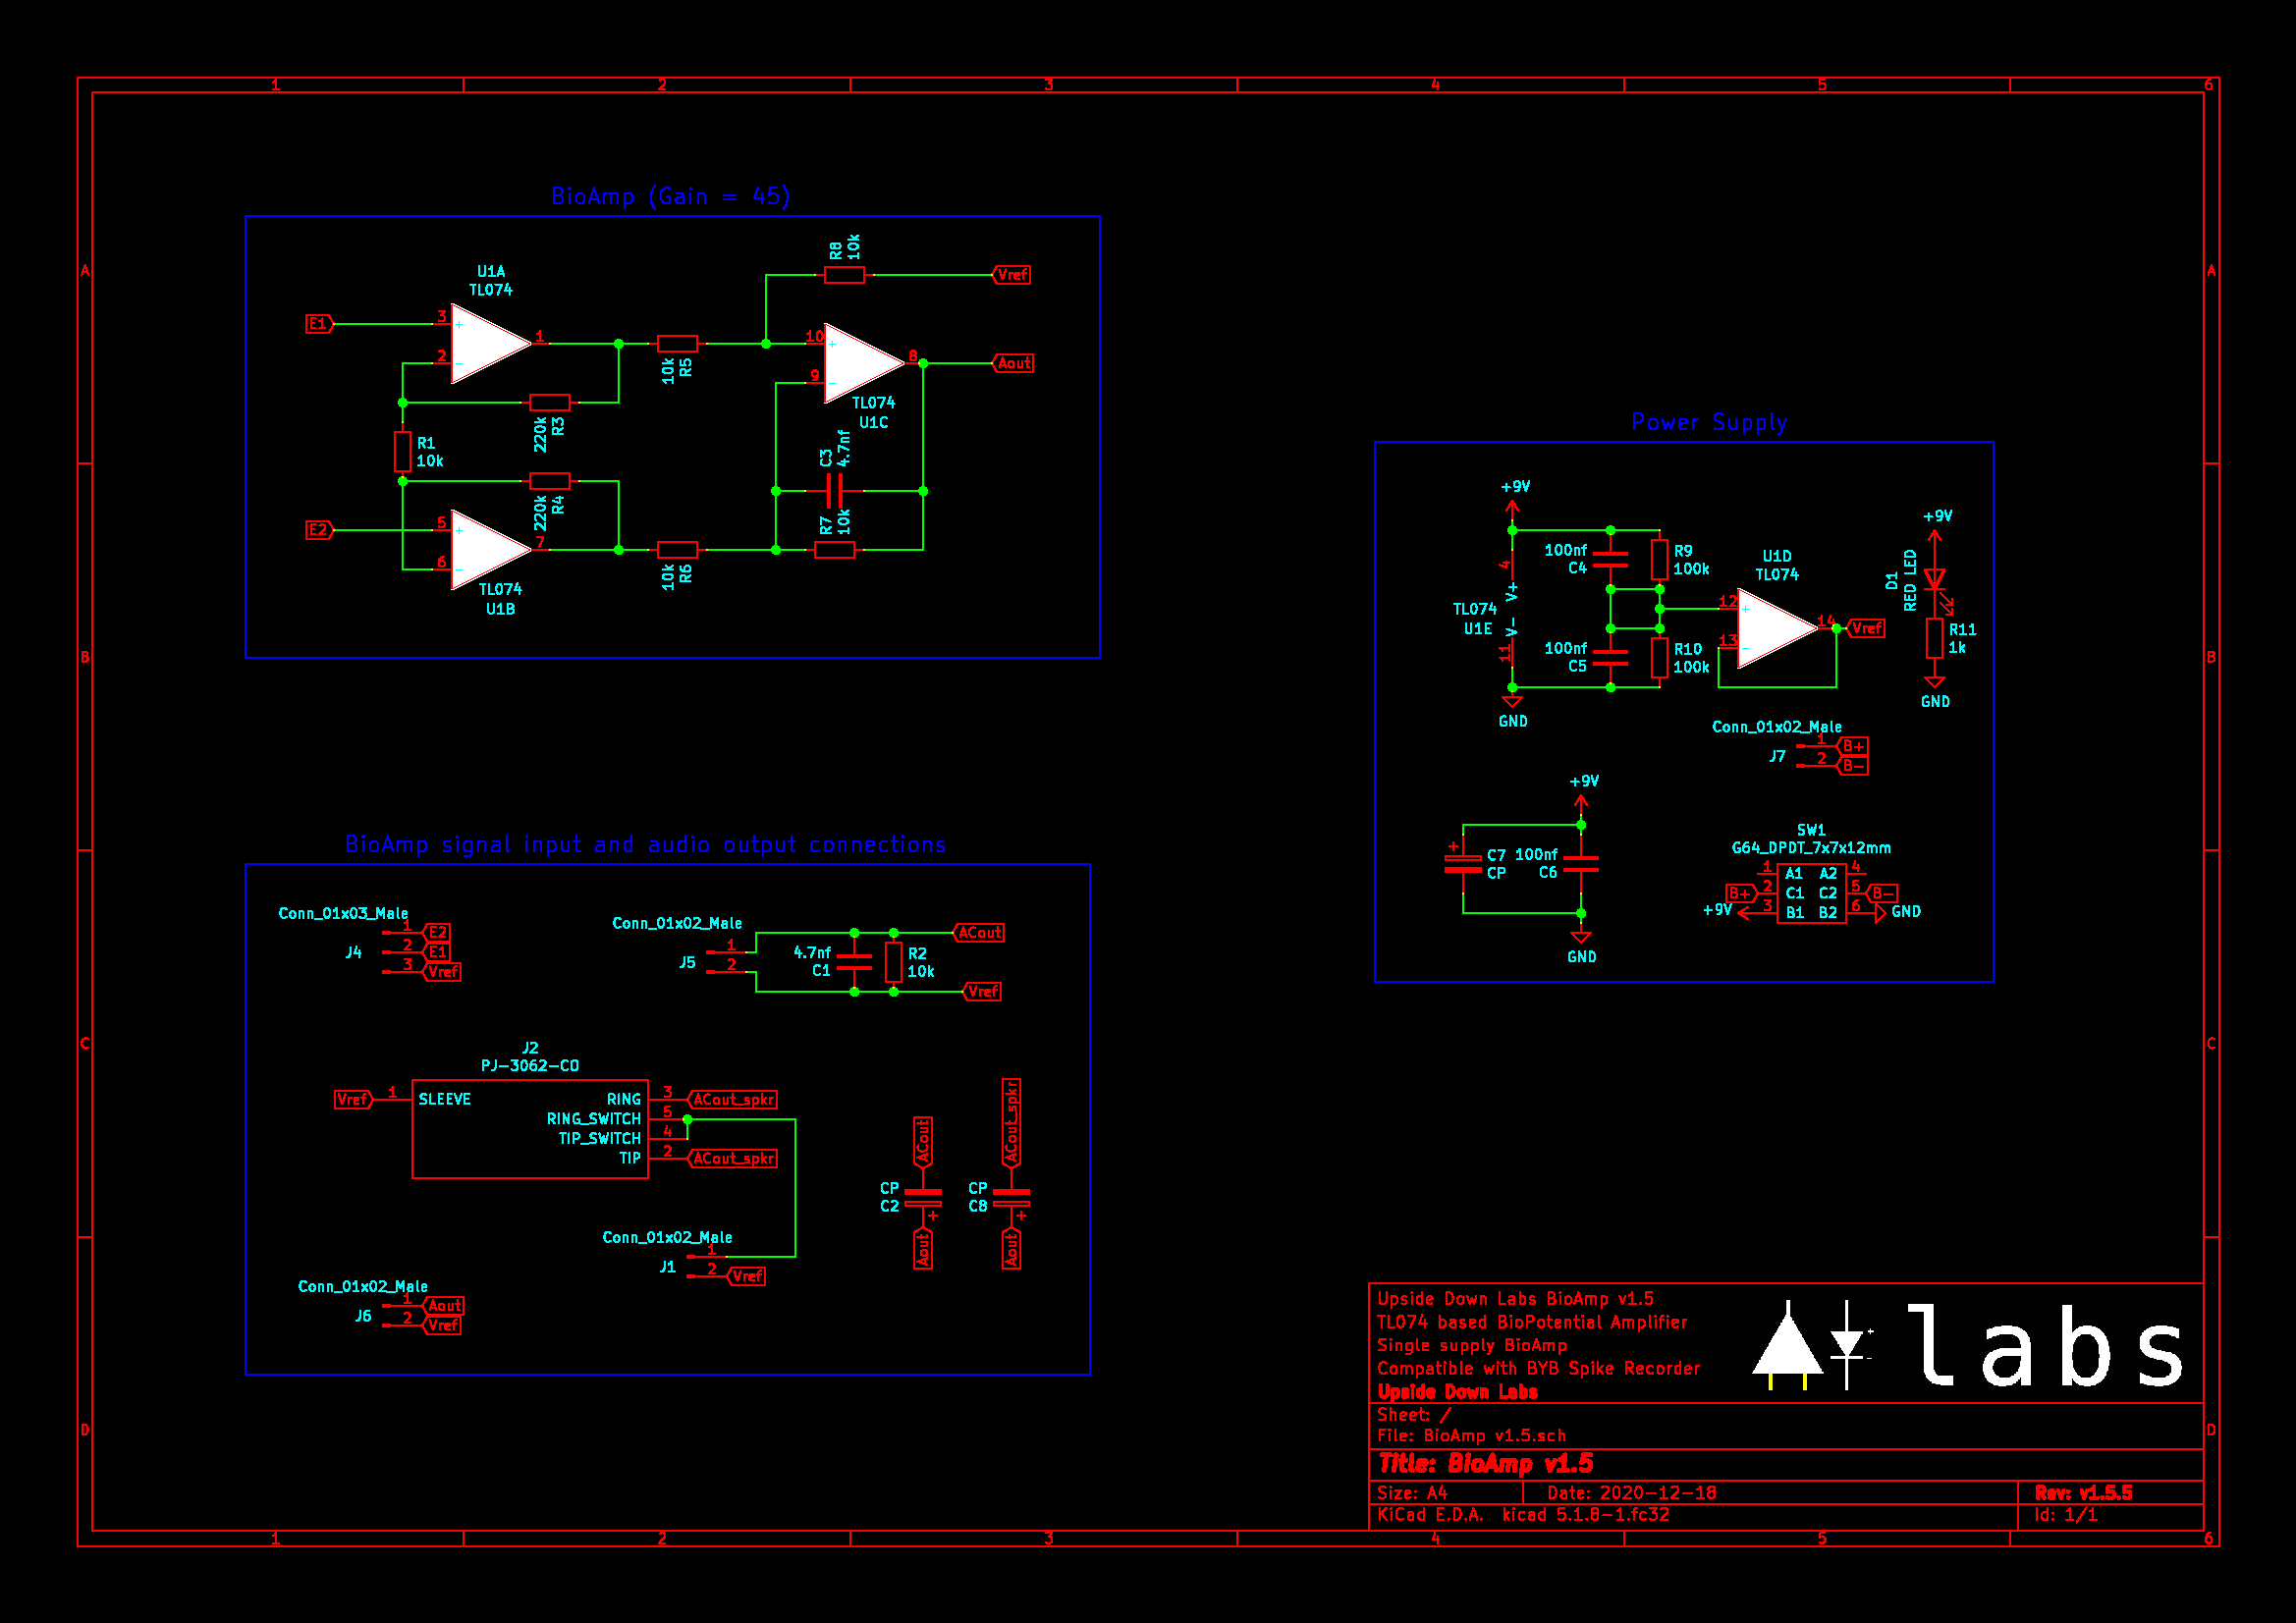 1 2 3 4 5 6
A A
B B
C C
D D
BioAmp (Gain = 45)
R8
10k
Vref
U1A
TL074
E1
3
+
2
-
1
10k
R5
10
+
9
-
8
Aout
TL074
U1C
220k
R3
R1
10k
C3
4.7nf
220k
R4
R7
10k
E2
5
+
6
-
7
TL074
U1B
10k
R6
Power Supply
+9V
+9V
100nf
C4
R9
100k
4
V+
TL074
U1E
V-
11
100nf
C5
R10
100k
U1D
TL074
12
+
13
-
14
Vref
D1
RED LED
R11
1k
GND
GND
Conn_01x02_Male
J7
1 B+
2 B-
+9V
+
C7
CP
100nf
C6
GND
SW1
G64_DPDT_7x7x12mm
1 A1 A2 4
B+ 2 C1 C2 5 B-
+9V 3 B1 B2 6 GND
BioAmp signal input and audio output connections
Conn_01x03_Male
J4
1 E2
2 E1
3 Vref
Conn_01x02_Male
J5
1
2
4.7nf
C1
R2
10k
ACout
Vref
J2
PJ-3062-CO
Vref 1 SLEEVE
RING 3 ACout_spkr
RING_SWITCH 5
TIP_SWITCH 4
TIP 2 ACout_spkr
Conn_01x02_Male
J1
1
2 Vref
ACout
CP
C2
+
Aout
ACout_spkr
CP
C8
+
Aout
Conn_01x02_Male
J6
1 Aout
2 Vref
Upside Down Labs BioAmp v1.5
TL074 based BioPotential Amplifier
Single supply BioAmp
Compatible with BYB Spike Recorder
Upside Down Labs
+
-
labs
Sheet: /
File: BioAmp v1.5.sch
Title: BioAmp v1.5
Size: A4 Date: 2020-12-18 Rev: v1.5.5
KiCad E.D.A. kicad 5.1.8-1.fc32 Id: 1/1
1 2 3 4 5 6